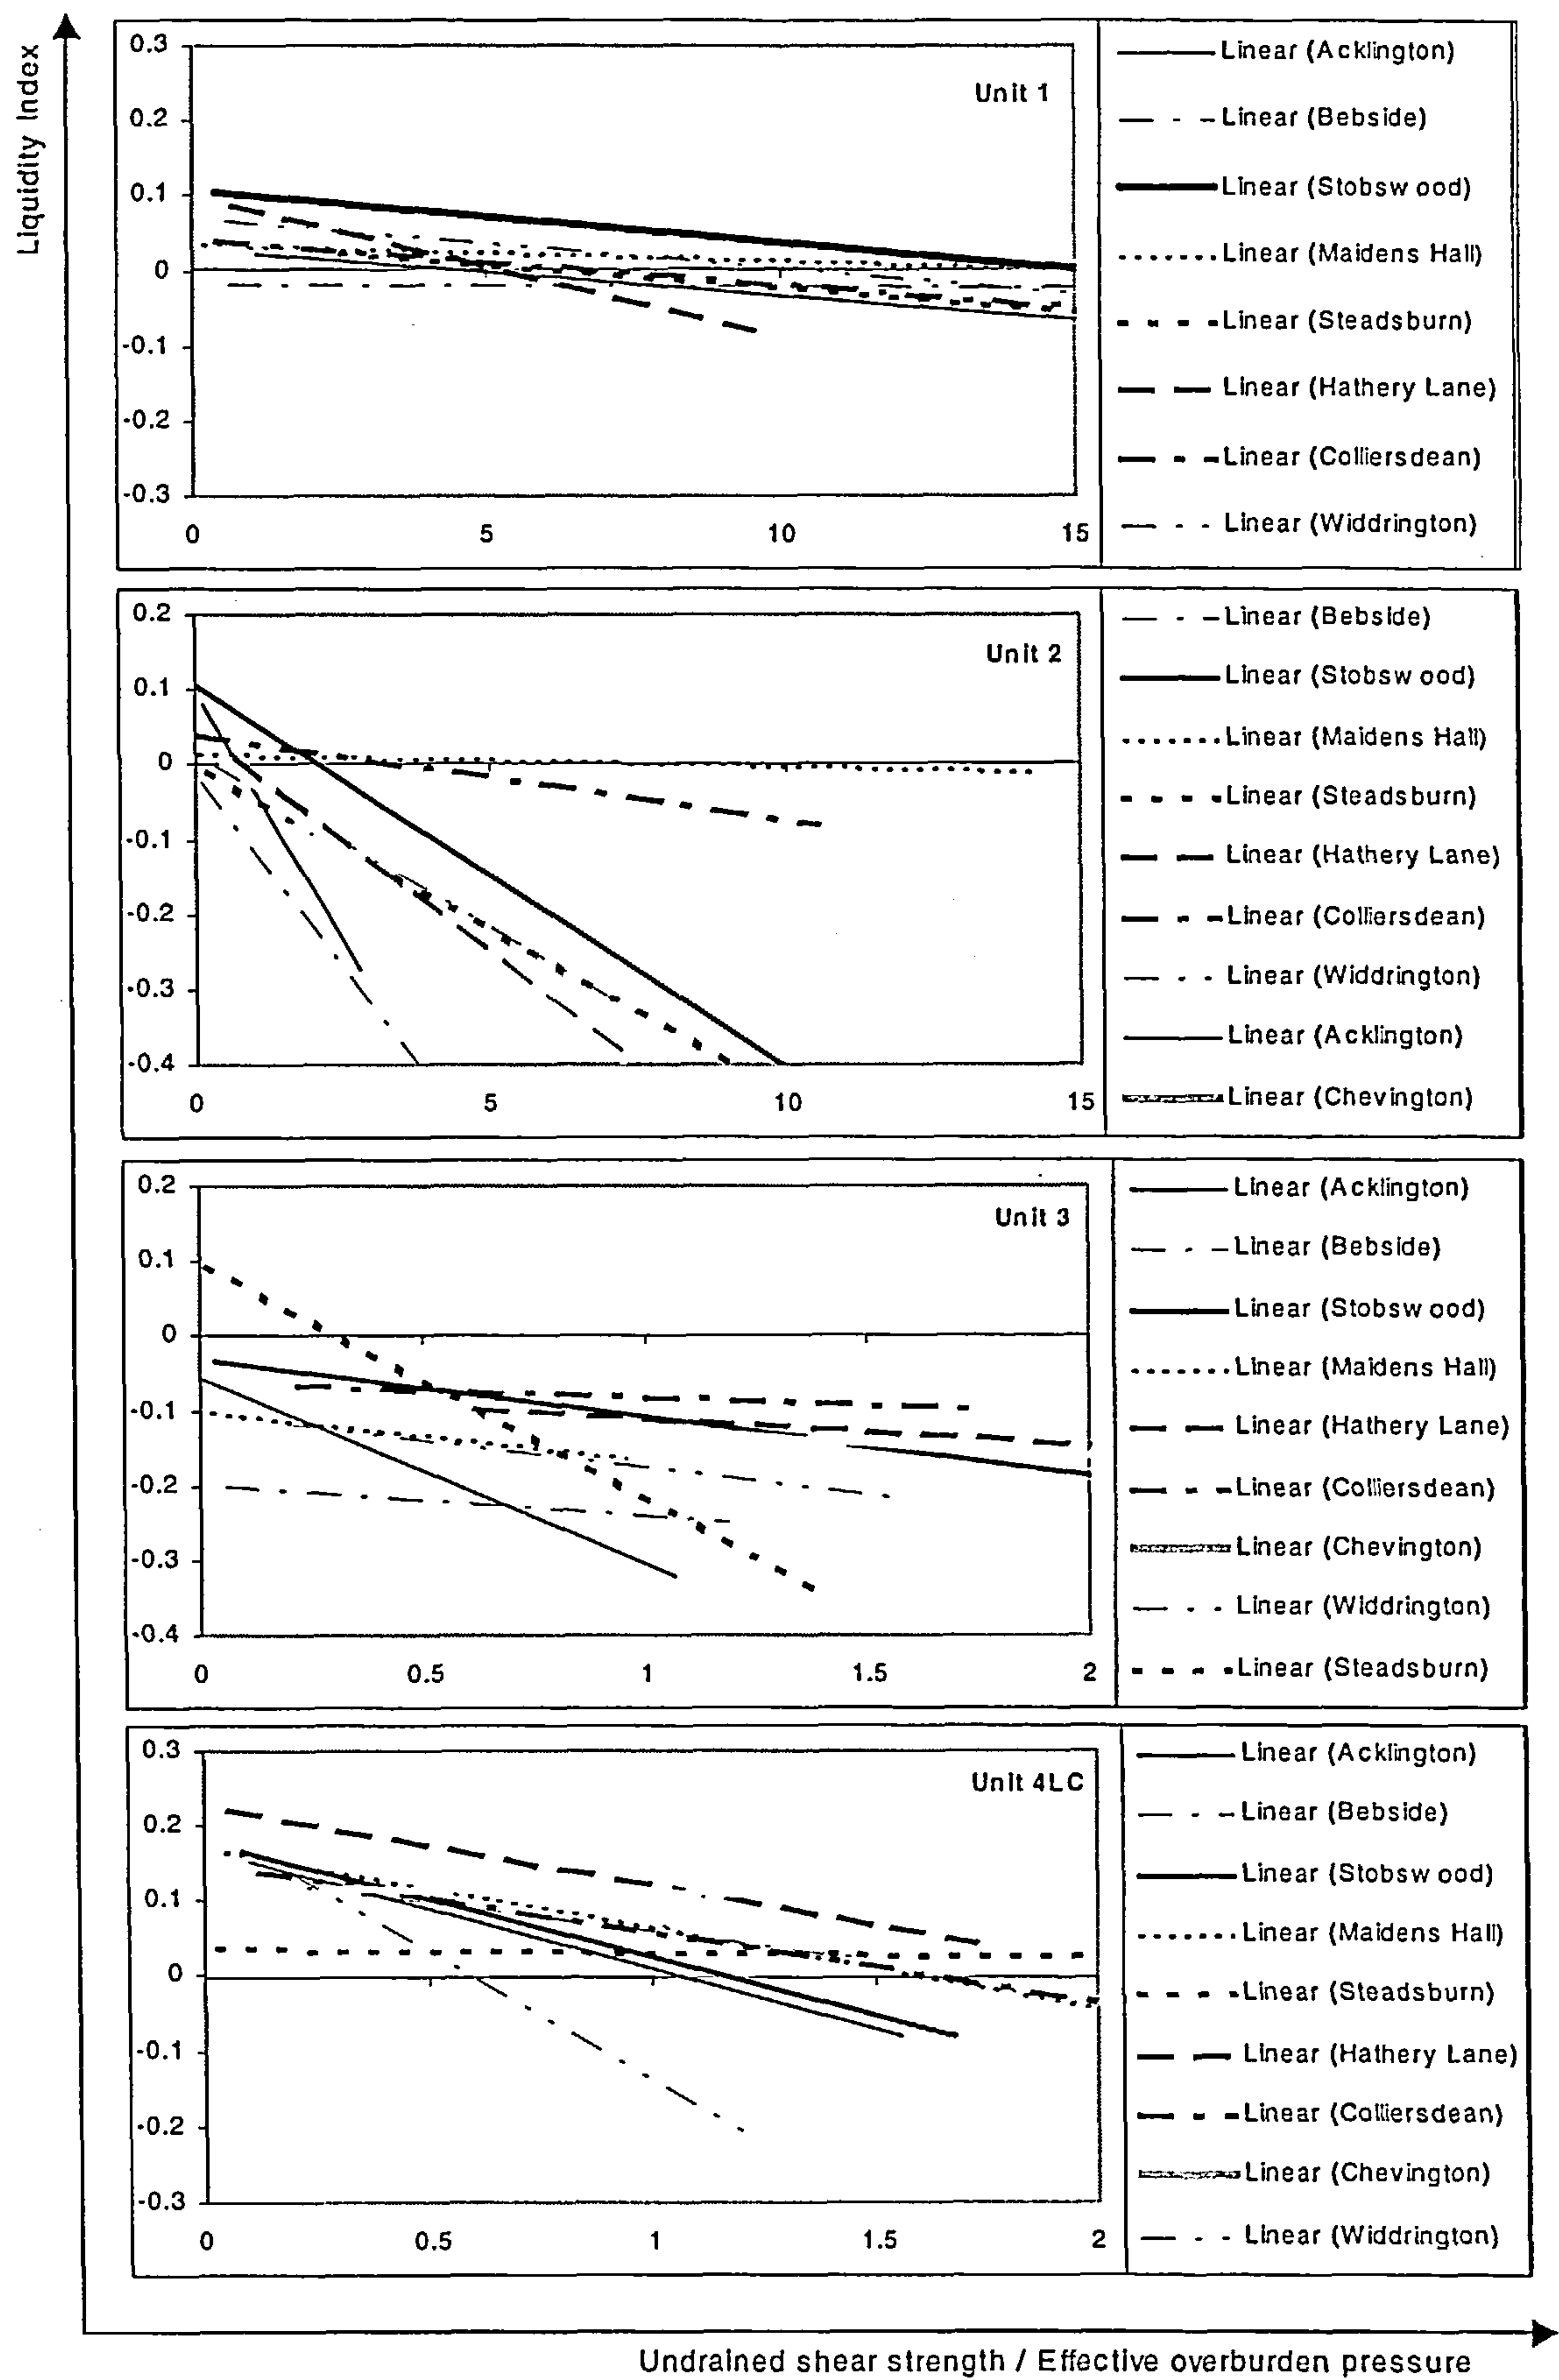 Liquidity Index
0.3
0.2
0.1
0
-0.1
-0.2
-0.3
0 5 10 15
Unit 1
Linear (Acklington)
Linear (Bebside)
Linear (Stobsw ood)
Linear (Maidens Hall)
Linear (Steadsburn)
Linear (Hathery Lane)
Linear (Colliersdean)
Linear (Widdrington)
0.2
0.1
0
-0.1
-0.2
-0.3
-0.4
0 5 10 15
Unit 2
Linear (Bebside)
Linear (Stobsw ood)
Linear (Maidens Hall)
Linear (Steadsburn)
Linear (Hathery Lane)
Linear (Colliersdean)
Linear (Widdrington)
Linear (Acklington)
Linear (Chevington)
0.2
0.1
0
-0.1
-0.2
-0.3
-0.4
0 0.5 1 1.5 2
Unit 3
Linear (Acklington)
Linear (Bebside)
Linear (Stobsw ood)
Linear (Maidens Hall)
Linear (Hathery Lane)
Linear (Colliersdean)
Linear (Chevington)
Linear (Widdrington)
Linear (Steadsburn)
0.3
0.2
0.1
0
-0.1
-0.2
-0.3
0 0.5 1 1.5 2
Unit 4LC
Linear (Acklington)
Linear (Bebside)
Linear (Stobsw ood)
Linear (Maidens Hall)
Linear (Steadsburn)
Linear (Hathery Lane)
Linear (Colliersdean)
Linear (Chevington)
Linear (Widdrington)
Undrained shear strength / Effective overburden pressure